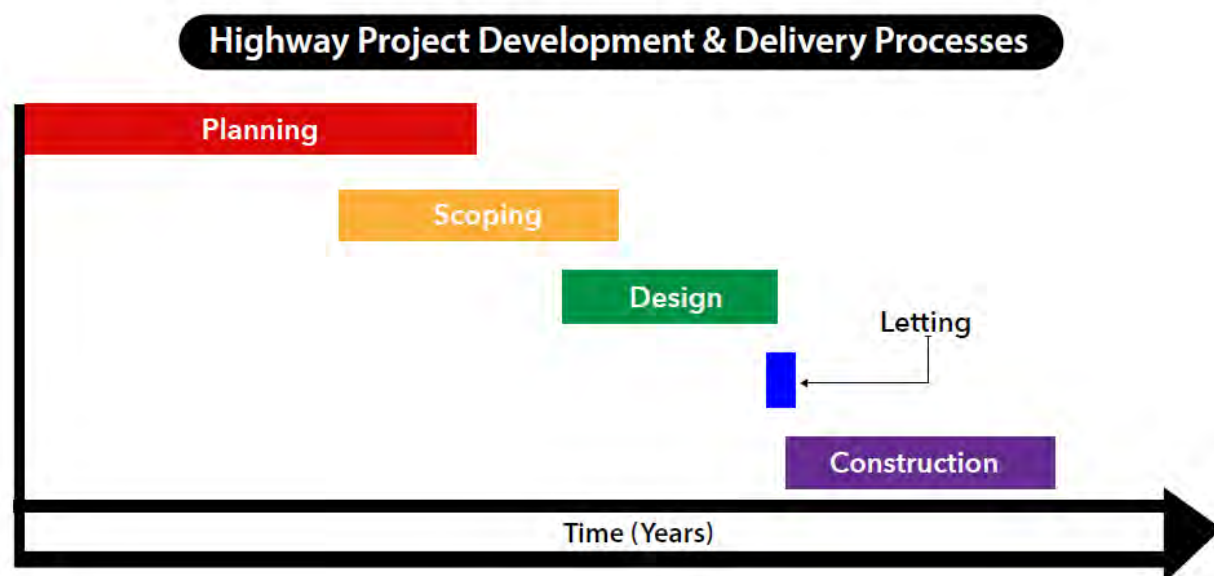 Highway Project Development & Delivery Processes
Planning
Scoping
Design
Letting
Construction
Time (Years)